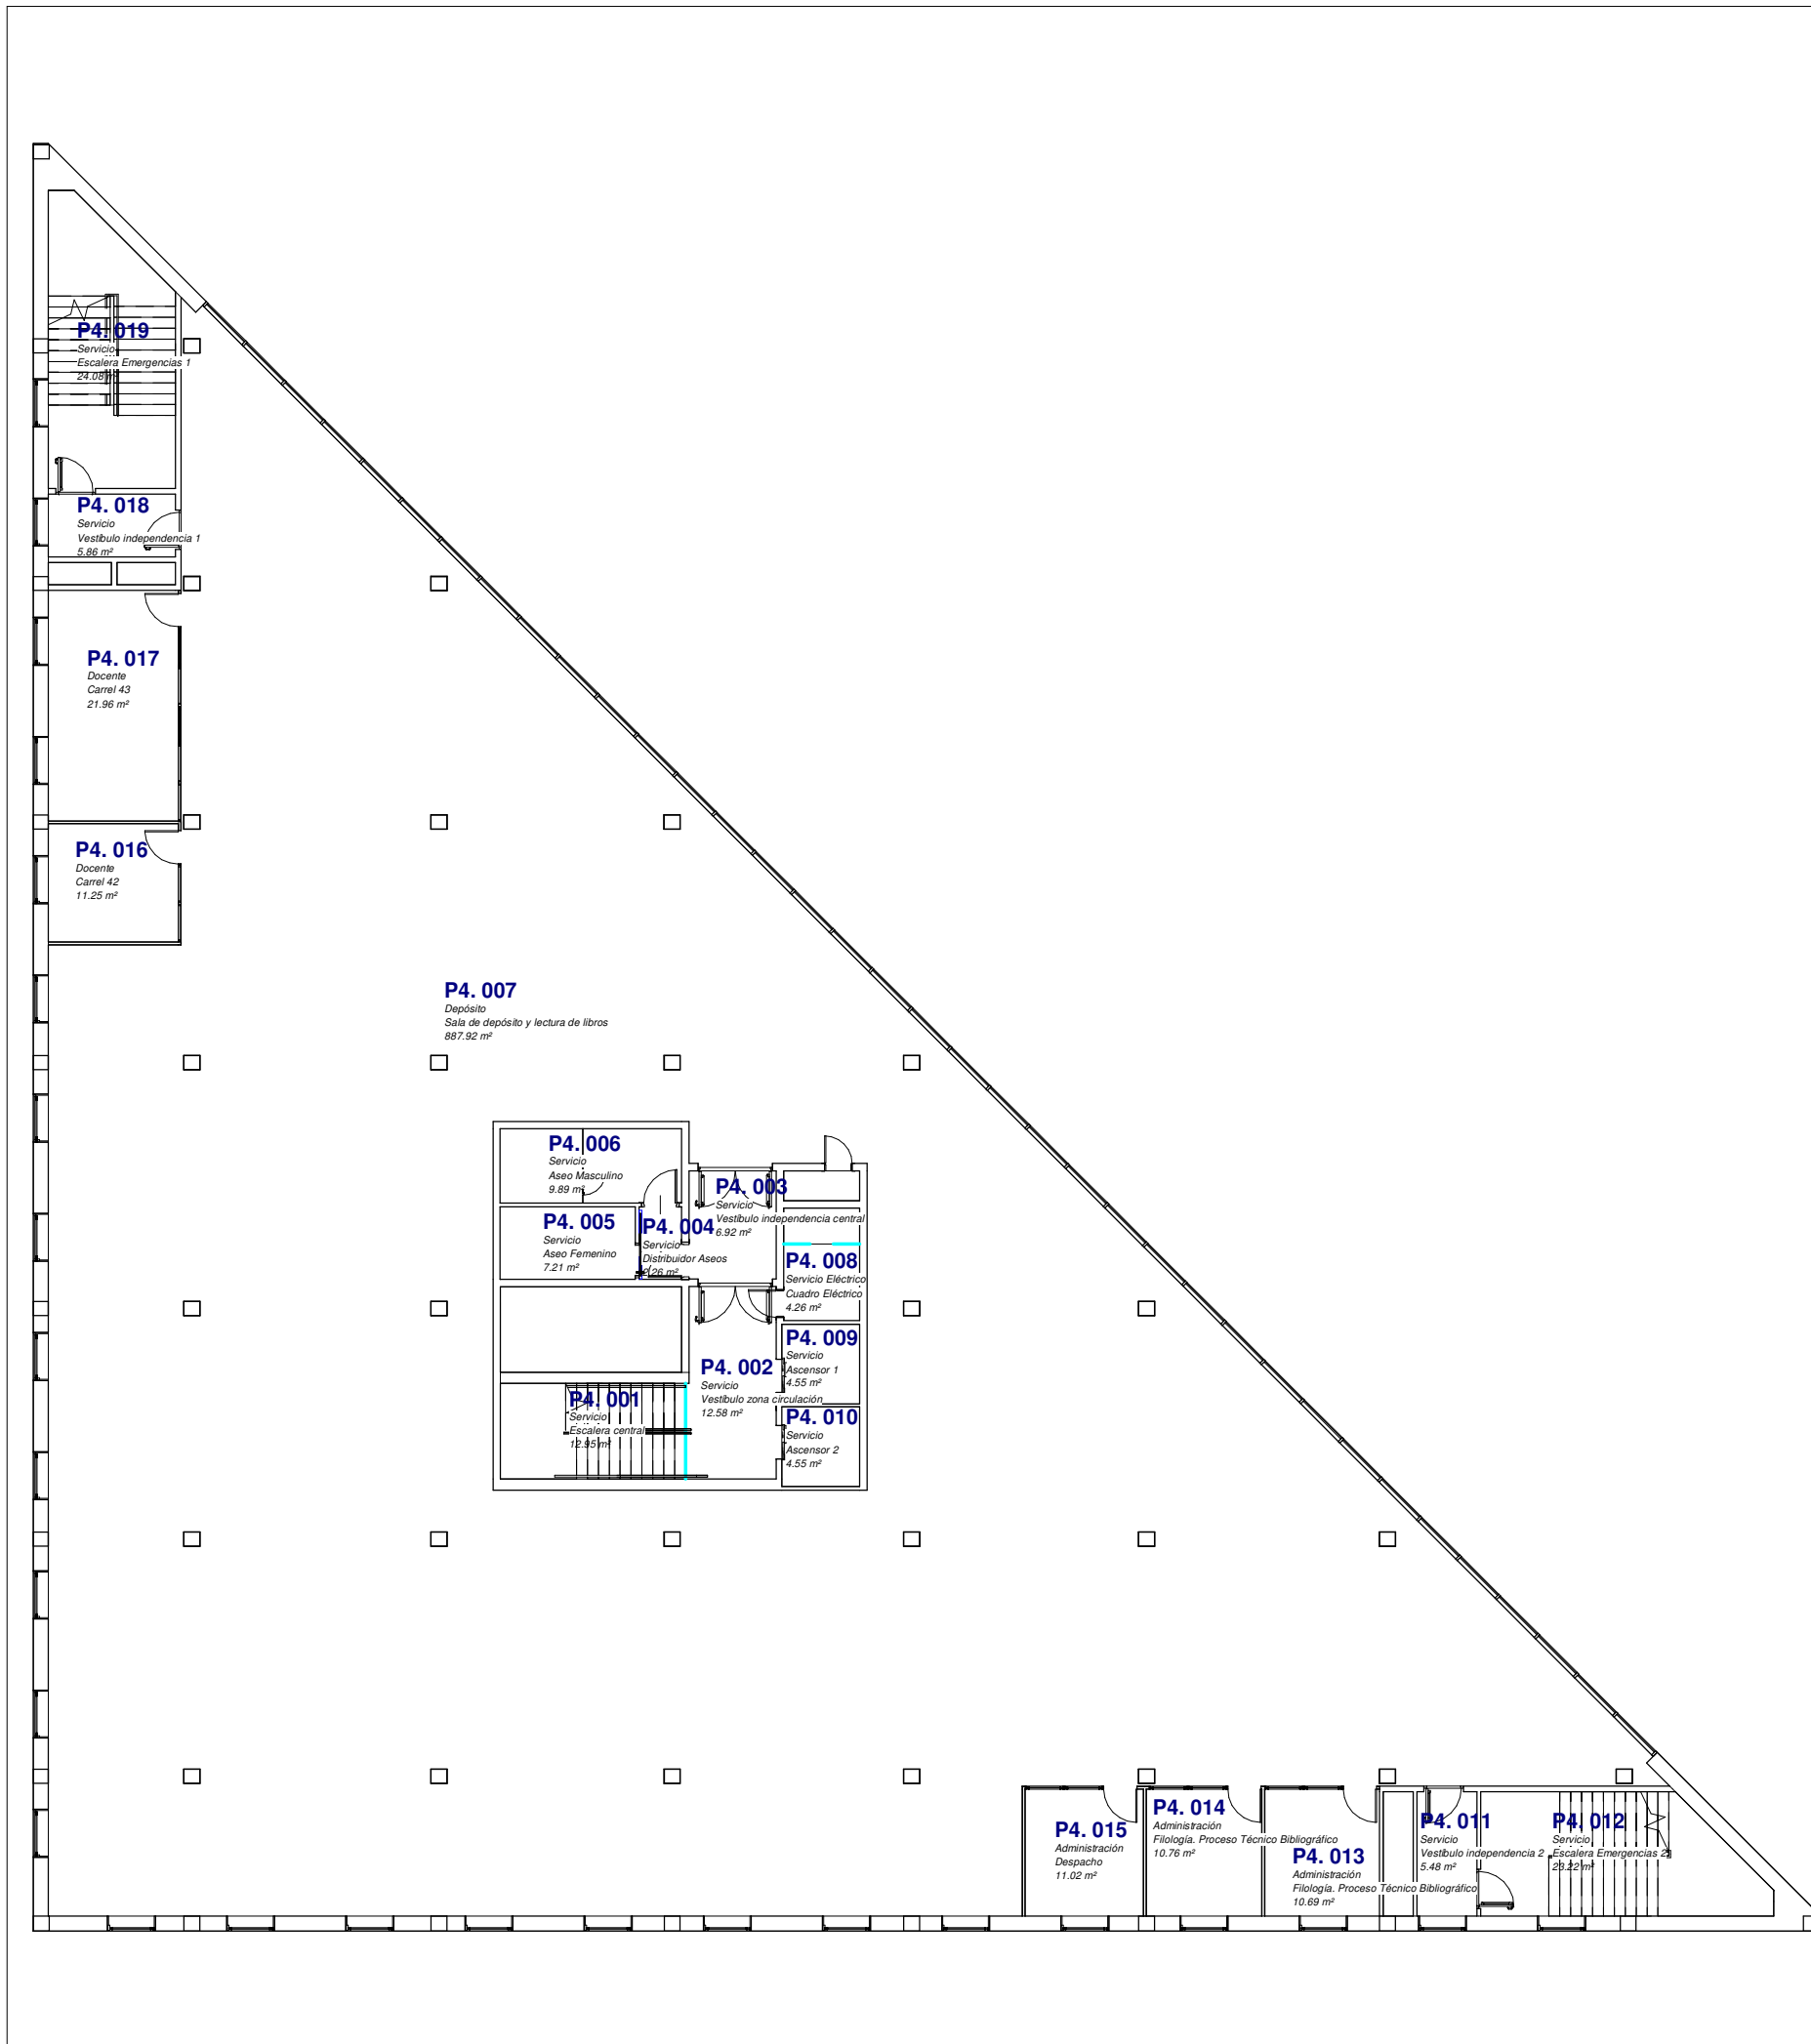 P4. 019
Servicio
Escalera Emergencias 1
24.08 m²
P4. 018
Servicio
Vestíbulo independencia 1
5.86 m²
P4. 017
Docente
Carrel 43
21.96 m²
P4. 016
Docente
Carrel 42
11.25 m²
P4. 007
Depósito
Sala de depósito y lectura de libros
887.92 m²
P4. 006
Servicio
Aseo Masculino
9.89 m²
P4. 003
Servicio
Vestíbulo independencia central
6.92 m²
P4. 005
Servicio
Aseo Femenino
7.21 m²
P4. 004
Servicio
Distribuidor Aseos
2.26 m²
P4. 008
Servicio Eléctrico
Cuadro Eléctrico
4.26 m²
P4. 009
Servicio
Ascensor 1
4.55 m²
P4. 002
Servicio
Vestíbulo zona circulación
12.58 m²
P4. 001
Servicio
Escalera central
12.95 m²
P4. 010
Servicio
Ascensor 2
4.55 m²
P4. 015
Administración
Despacho
11.02 m²
P4. 014
Administración
Filología. Proceso Técnico Bibliográfico
10.76 m²
P4. 013
Administración
Filología. Proceso Técnico Bibliográfico
10.69 m²
P4. 011
Servicio
Vestíbulo independencia 2
5.48 m²
P4. 012
Servicio
Escalera Emergencias 2
23.22 m²